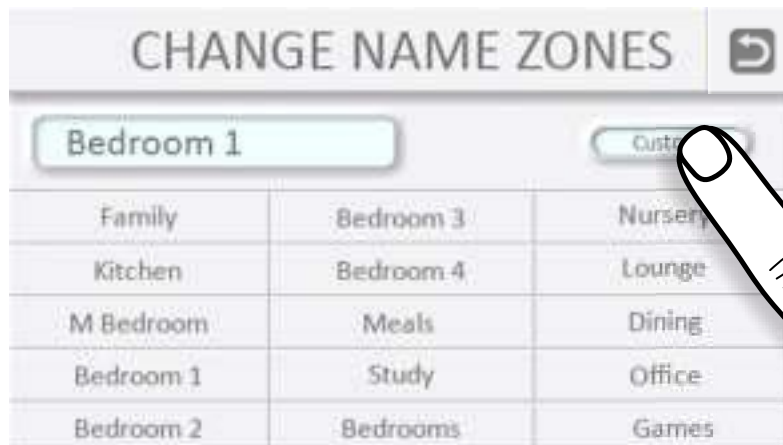 CHANGE NAME ZONES
Bedroom 1
Family Bedroom 3
Kitchen Bedroom 4 Lounge
M Bedroom Meals Dining
Bedroom 1 Study Office
Bedroom 2 Bedrooms Games